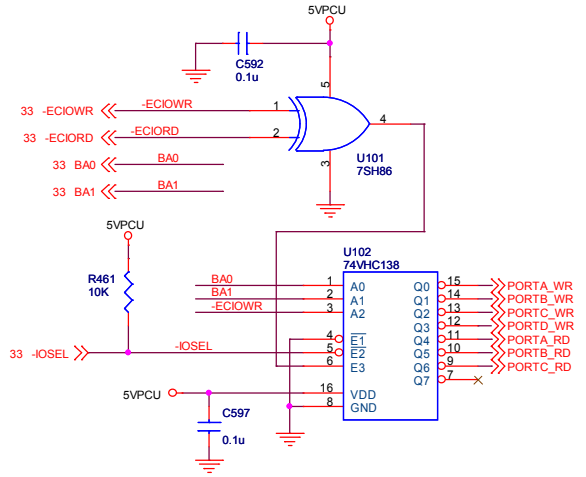 5VPCU
C592
0.1u
5
33 -ECIOWR -ECIOWR 1
4
33 -ECIORD -ECIORD 2
33 BA0 BA0
3
U101
7SH86
33 BA1 BA1
5VPCU
U102
74VHC138
R461
10K
BA0 1 A0 Q0 15 PORTA_WR
BA1 2 A1 Q1 14 PORTB_WR
-ECIOWR 3 A2 Q2 13 PORTC_WR
Q3 12 PORTD_WR
4 E1 Q4 11 PORTA_RD
33 -IOSEL -IOSEL 5 E2 Q5 10 PORTB_RD
6 E3 Q6 9 PORTC_RD
Q7 7
5VPCU 16 VDD
8 GND
C597
0.1u